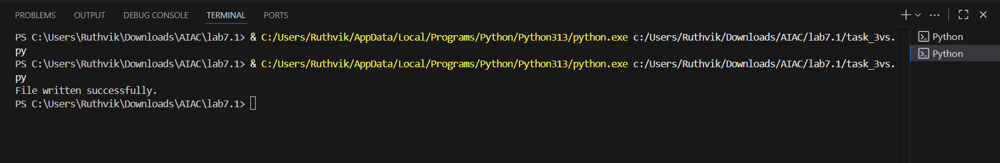 PROBLEMS OUTPUT DEBUG CONSOLE TERMINAL PORTS
PS C:\Users\Ruthvik\Downloads\AIAC\lab7.1> & C:/Users/Ruthvik/AppData/Local/Programs/Python/Python313/python.exe c:/Users/Ruthvik/Downloads/AIAC/lab7.1/task_3vs.
py
PS C:\Users\Ruthvik\Downloads\AIAC\lab7.1> & C:/Users/Ruthvik/AppData/Local/Programs/Python/Python313/python.exe c:/Users/Ruthvik/Downloads/AIAC/lab7.1/task_3vs.
py
File written successfully.
PS C:\Users\Ruthvik\Downloads\AIAC\lab7.1>
Python
Python